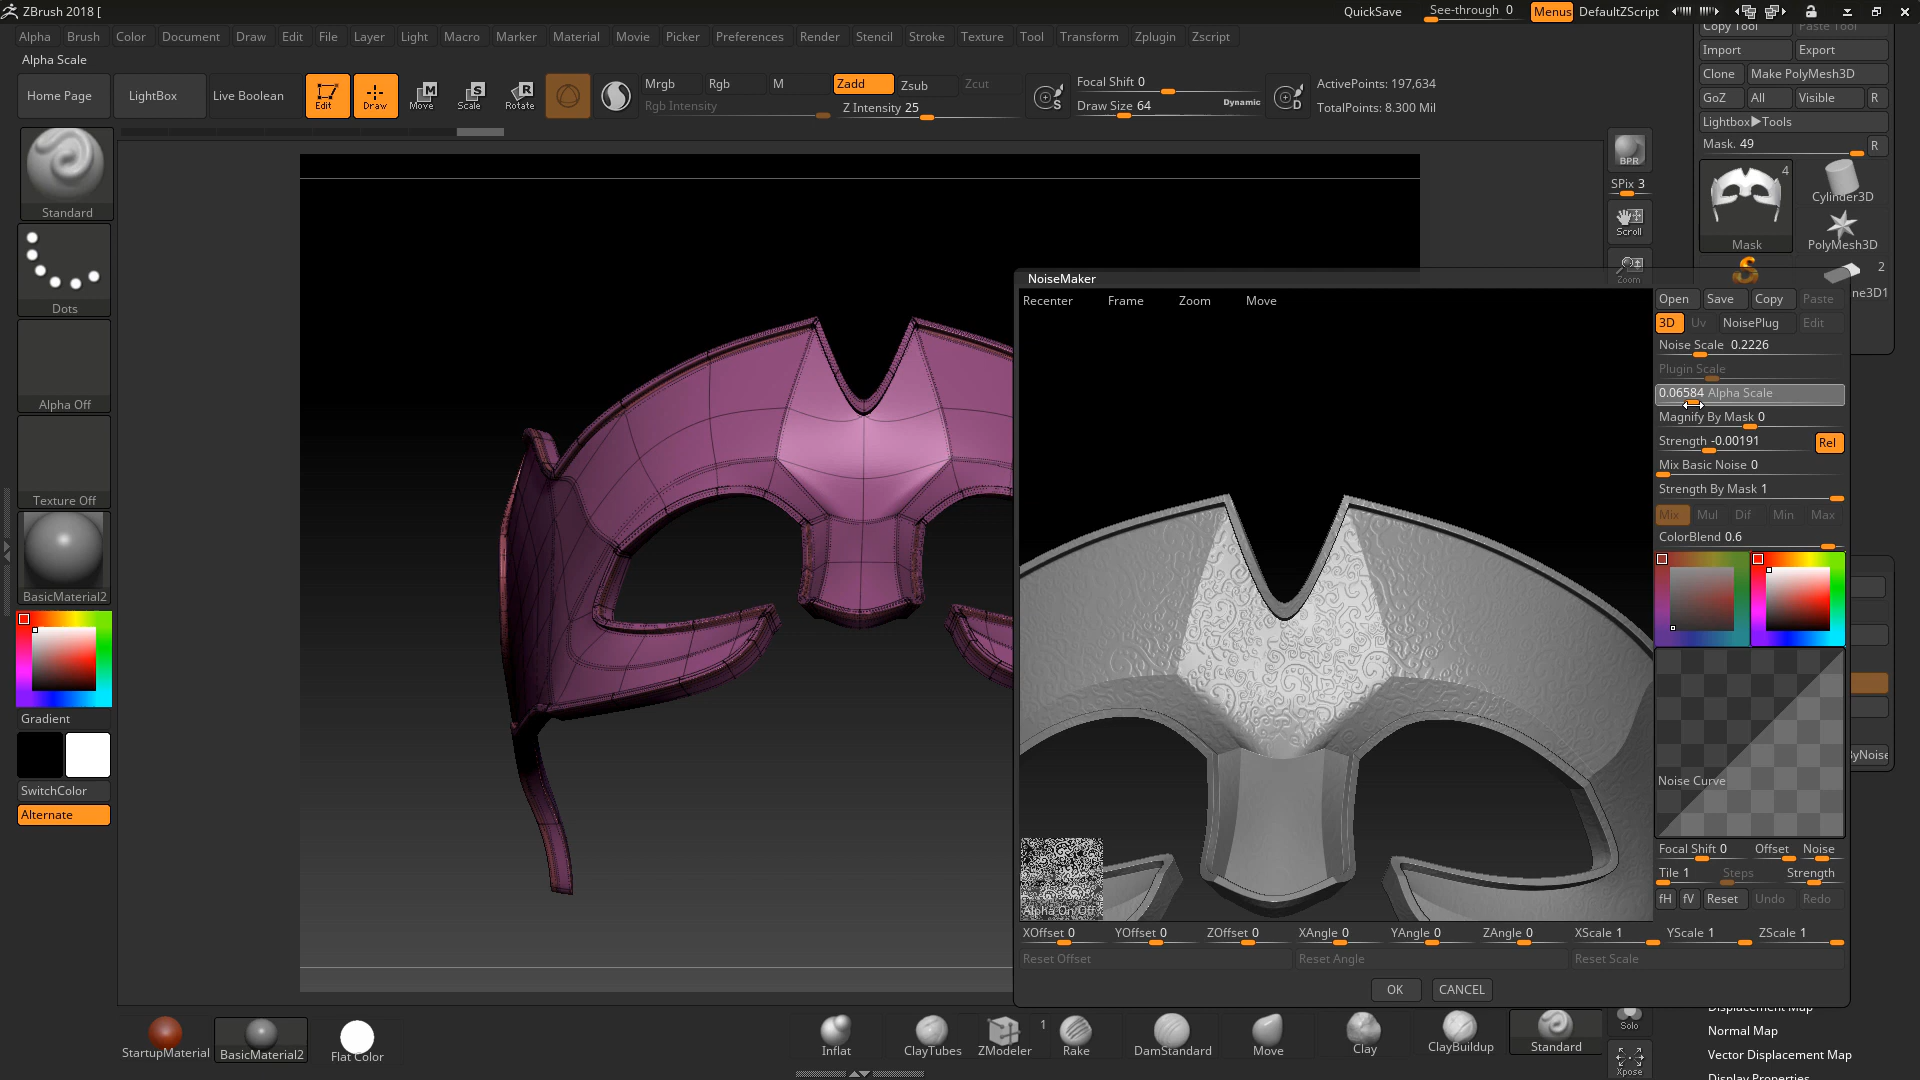 ZBrush 2018 [
QuickSave
See-through 0
Menus
DefaultZScript
Alpha Brush Color Document Draw Edit File Layer Light Macro Marker Material Movie Picker Preferences Render Stencil Stroke Texture Tool Transform Zplugin Zscript
Alpha Scale
Home Page
LightBox
Live Boolean
Edit
Draw
Move
Scale
Rotate
Mrgb Rgb M
Rgb Intensity
Zadd Zsub Zcut
Z Intensity 25
Focal Shift 0
Draw Size 64
Dynamic
ActivePoints: 197,634
TotalPoints: 8.300 Mil
Copy Tool Paste Tool
Import Export
Clone Make PolyMesh3D
GoZ All Visible R
Lightbox▶Tools
Mask. 49 R
4
Mask
Cylinder3D
PolyMesh3D
2
ne3D1
Standard
Dots
Alpha Off
Texture Off
BasicMaterial2
Gradient
SwitchColor
Alternate
BPR
SPix 3
Scroll
Zoom
NoiseMaker
Recenter Frame Zoom Move
Open Save Copy Paste
3D Uv NoisePlug Edit
Noise Scale 0.2226
Plugin Scale
0.06584 Alpha Scale
Magnify By Mask 0
Strength -0.00191 Rel
Mix Basic Noise 0
Strength By Mask 1
Mix Mul Dif Min Max
ColorBlend 0.6
Noise Curve
ByNoise
Focal Shift 0 Offset Noise
Tile 1 Steps Strength
fH fV Reset Undo Redo
Alpha On/Off
XOffset 0 YOffset 0 ZOffset 0 XAngle 0 YAngle 0 ZAngle 0 XScale 1 YScale 1 ZScale 1
Reset Offset Reset Angle Reset Scale
OK CANCEL
StartupMaterial
BasicMaterial2
Flat Color
Inflat
ClayTubes
1
ZModeler
Rake
DamStandard
Move
Clay
ClayBuildup
Standard
Solo
Xpose
Displacement Map
Normal Map
Vector Displacement Map
Display Properties